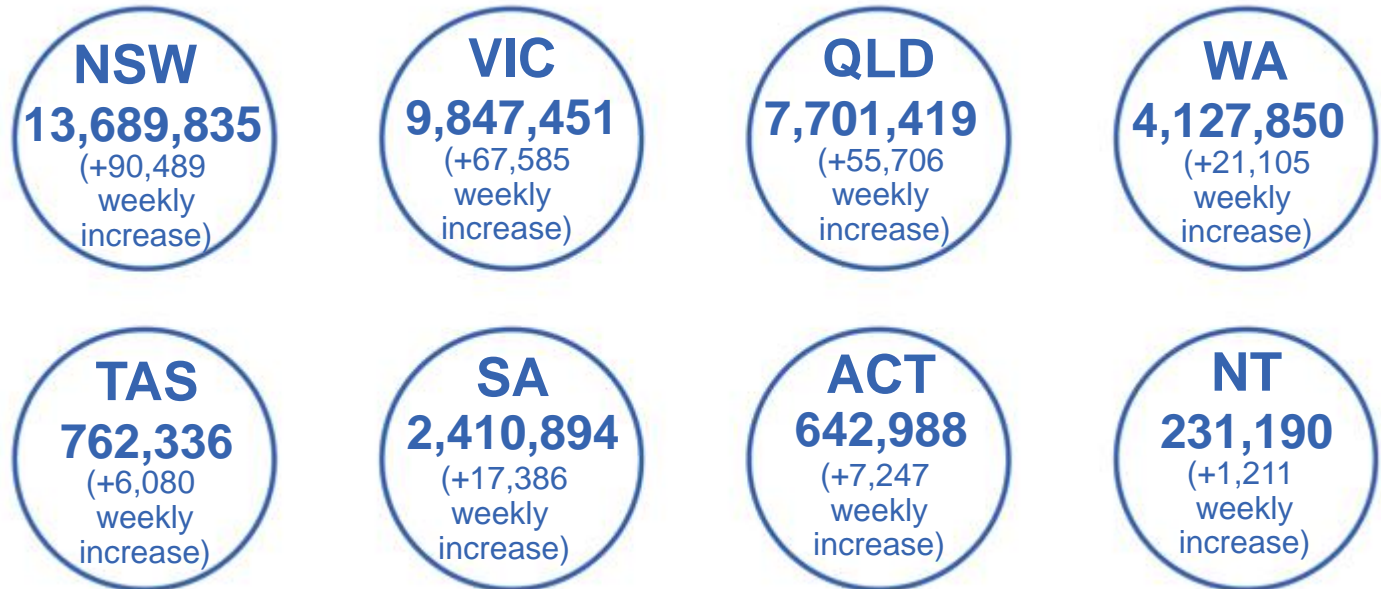 NSW
13,689,835
(+90,489
weekly
increase)
VIC
9,847,451
(+67,585
weekly
increase)
QLD
7,701,419
(+55,706
weekly
increase)
WA
4,127,850
(+21,105
weekly
increase)
TAS
762,336
(+6,080
weekly
increase)
SA
2,410,894
(+17,386
weekly
increase)
ACT
642,988
(+7,247
weekly
increase)
NT
231,190
(+1,211
weekly
increase)